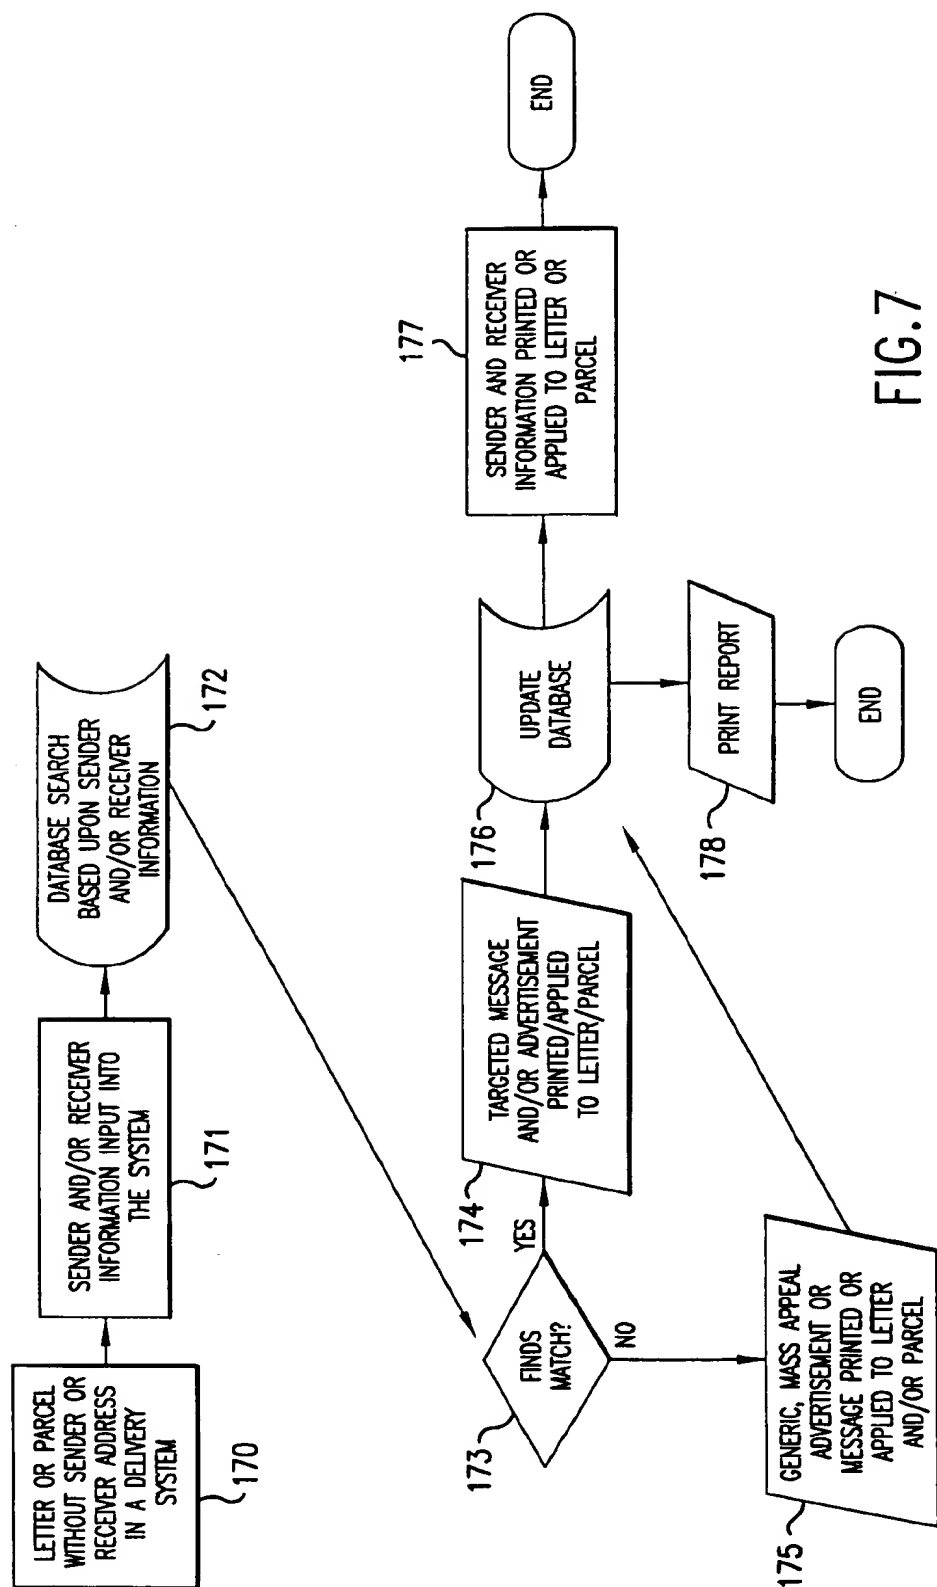 LETTER OR PARCEL
WITHOUT SENDER OR
RECEIVER ADDRESS
IN A DELIVERY
SYSTEM
170
SENDER AND/OR RECEIVER
INFORMATION INPUT INTO
THE SYSTEM
171
DATABASE SEARCH
BASED UPON SENDER
AND/OR RECEIVER
INFORMATION
172
FINDS
MATCH?
173
YES
NO
TARGETED MESSAGE
AND/OR ADVERTISEMENT
PRINTED/APPLIED
TO LETTER/PARCEL
174
GENERIC, MASS APPEAL
ADVERTISEMENT OR
MESSAGE PRINTED OR
APPLIED TO LETTER
AND/OR PARCEL
175
UPDATE
DATABASE
176
SENDER AND RECEIVER
INFORMATION PRINTED OR
APPLIED TO LETTER OR
PARCEL
177
END
PRINT REPORT
178
END
FIG.7